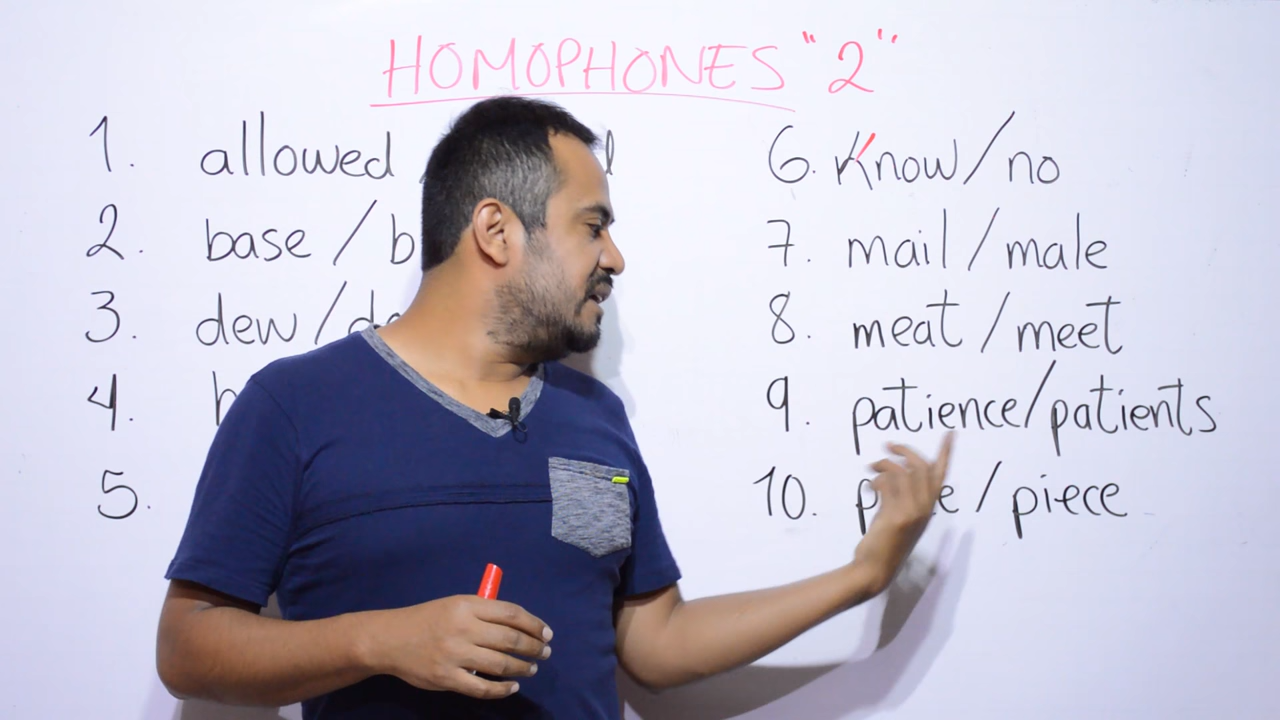 HOMOPHONES "2"
1. allowed
2. base /
3. dew /
4.
5.
6. Know / no
7. mail / male
8. meat / meet
9. patience / patients
10. / piece